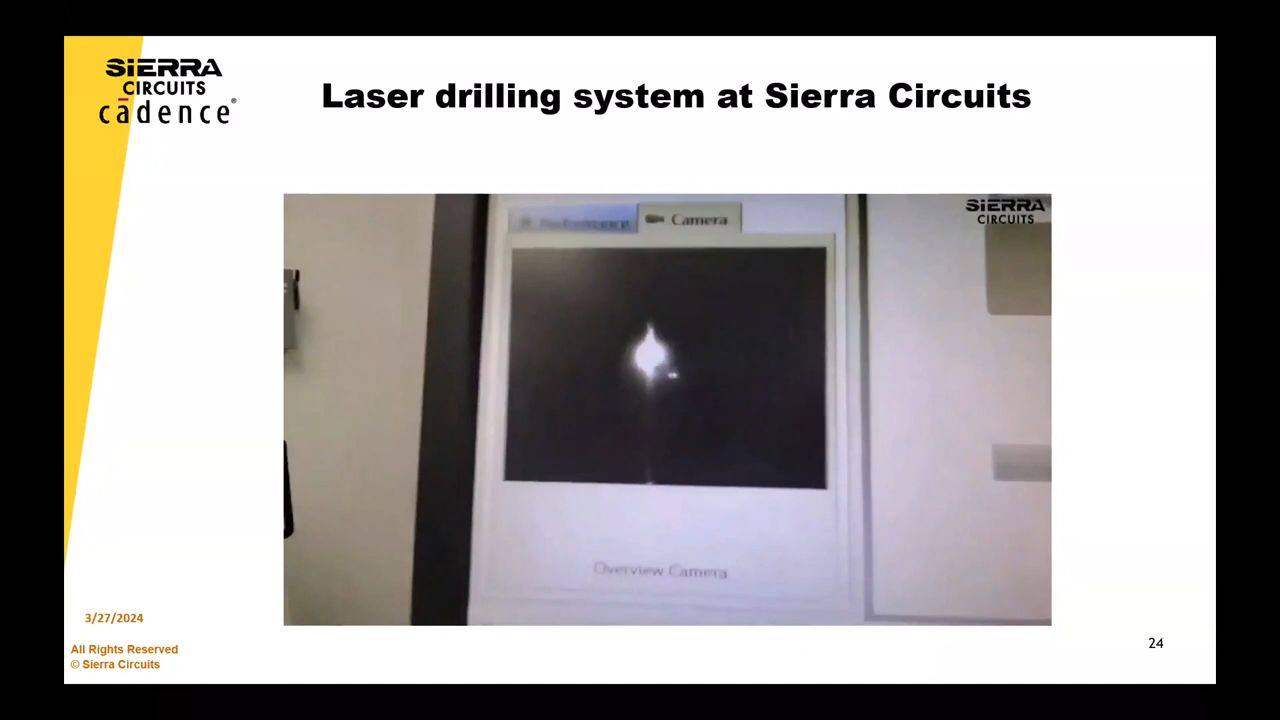 SIERRA
CIRCUITS
cādence®
Laser drilling system at Sierra Circuits
Camera
SIERRA
CIRCUITS
Overview Camera
3/27/2024
All Rights Reserved
© Sierra Circuits
24